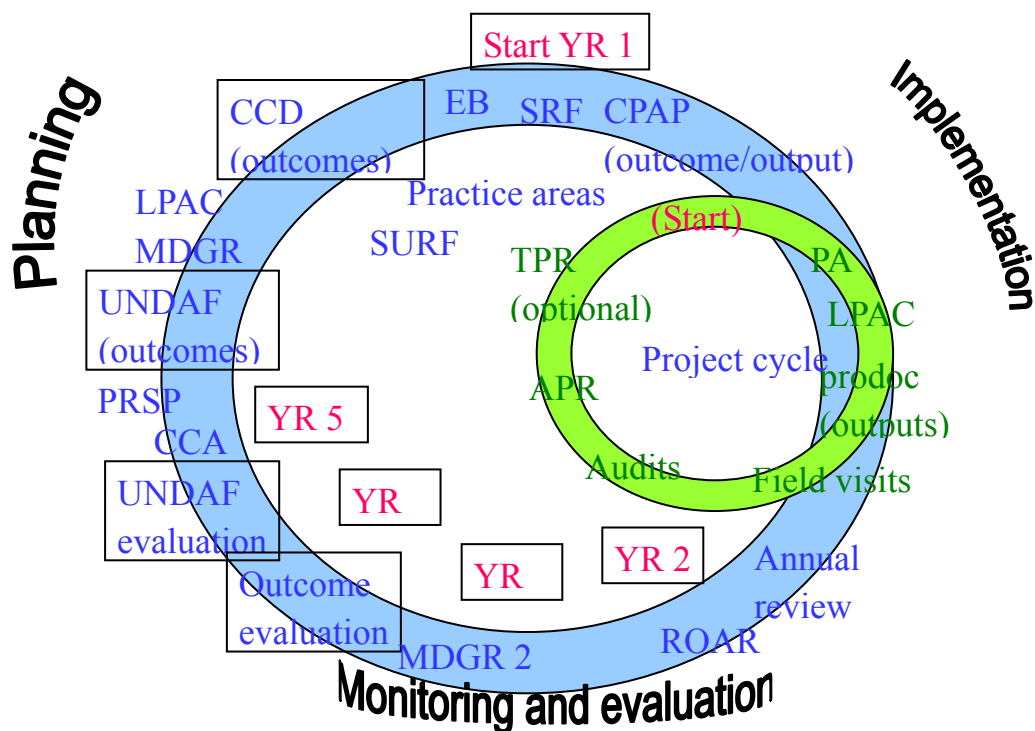 Start YR 1
Planning
Implementation
CCD
(outcomes)
EB
SRF
CPAP
(outcome/output)
LPAC
MDGR
Practice areas
SURF
(Start)
TPR
(optional)
PA
LPAC
UNDAF
(outcomes)
Project cycle
prodoc
(outputs)
APR
PRSP
CCA
YR 5
Audits
Field visits
UNDAF
evaluation
YR
YR
YR 2
Annual
review
Outcome
evaluation
MDGR 2
ROAR
Monitoring and evaluation